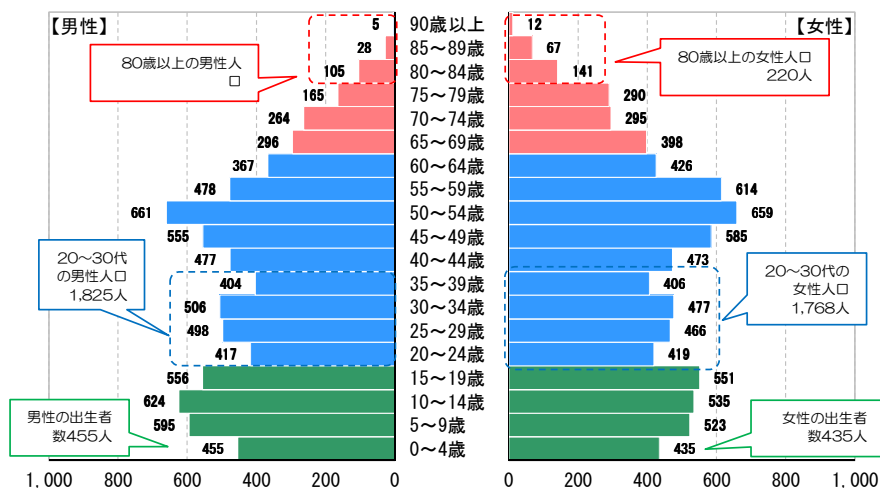 【男性】
5
90歳以上
12
【女性】
28
85～89歳
67
80歳以上の男性人
口
105
80～84歳
141
80歳以上の女性人口
220人
165
75～79歳
290
264
70～74歳
295
296
65～69歳
398
367
60～64歳
426
478
55～59歳
614
661
50～54歳
659
555
45～49歳
585
20～30代
の男性人口
1,825人
477
40～44歳
473
20～30代の
女性人口
1,768人
404
35～39歳
406
506
30～34歳
477
498
25～29歳
466
417
20～24歳
419
556
15～19歳
551
624
10～14歳
535
男性の出生者
数455人
595
5～9歳
523
女性の出生者
数435人
455
0～4歳
435
1,000 800 600 400 200 0
0 200 400 600 800 1,000